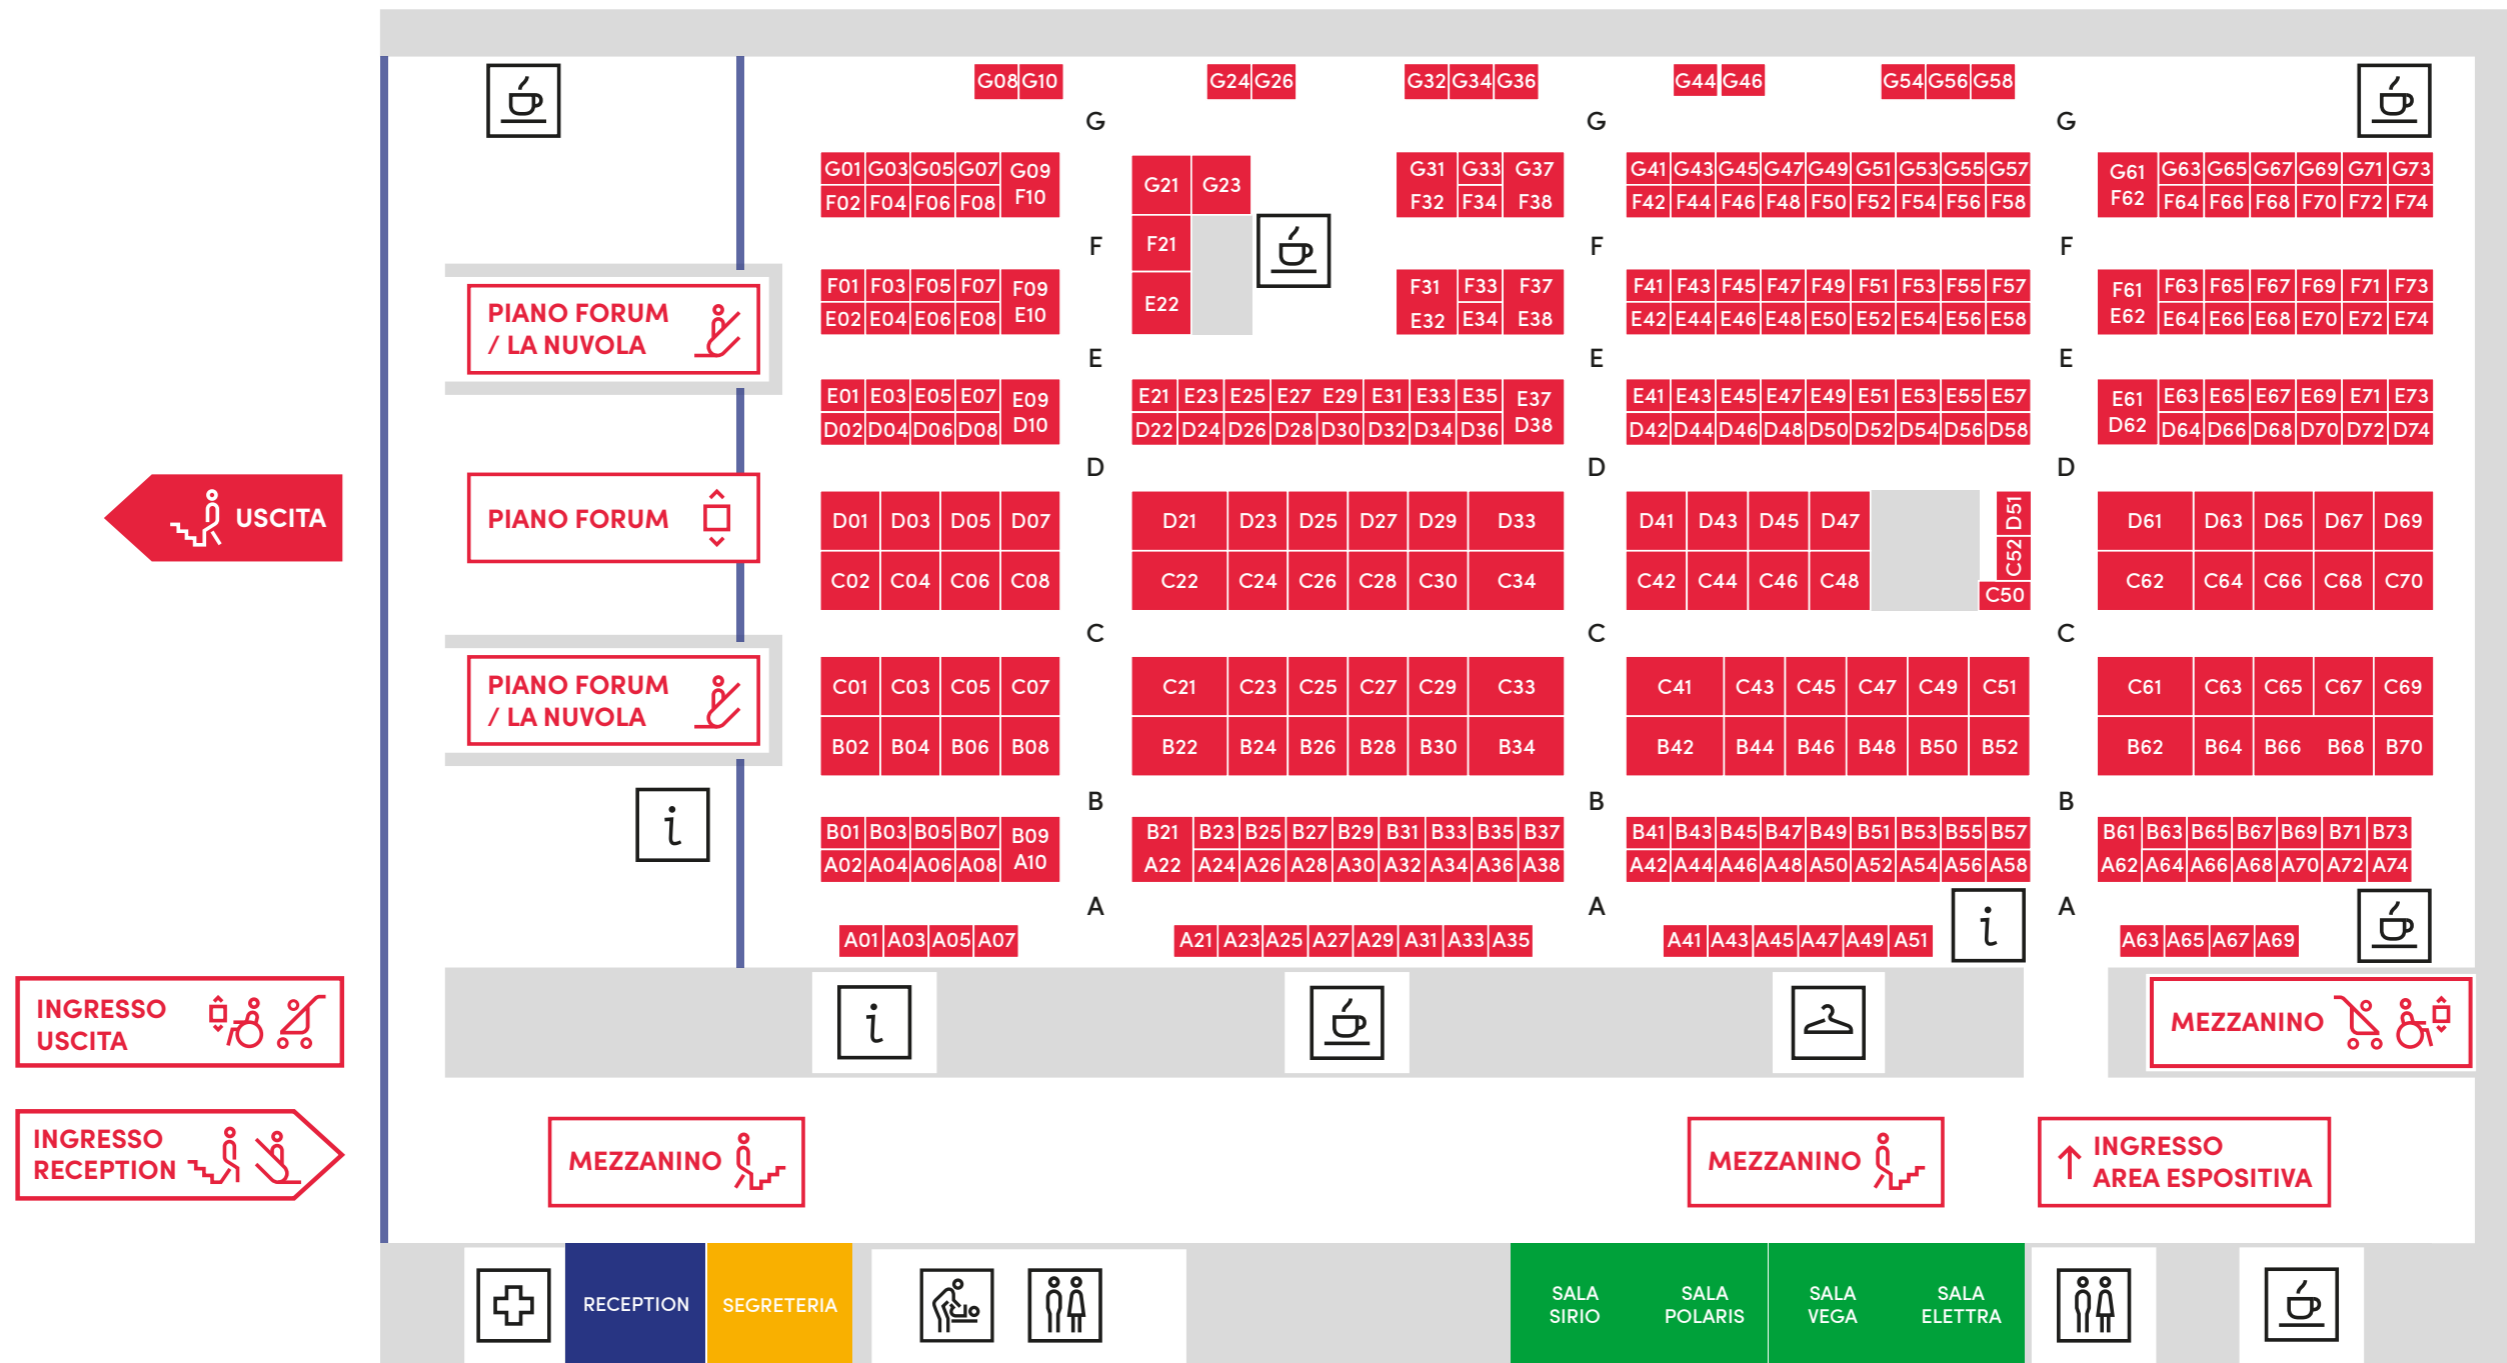 G08 G10 G24 G26 G32 G34 G36 G44 G46 G54 G56 G58
G G G
G01 G03 G05 G07 G09 G21 G23 G31 G33 G37 G41 G43 G45 G47 G49 G51 G53 G55 G57 G61 G63 G65 G67 G69 G71 G73
F02 F04 F06 F08 F10 F32 F34 F38 F42 F44 F46 F48 F50 F52 F54 F56 F58 F62 F64 F66 F68 F70 F72 F74
F F21 F F
F01 F03 F05 F07 F09 E22 F31 F33 F37 F41 F43 F45 F47 F49 F51 F53 F55 F57 F61 F63 F65 F67 F69 F71 F73
E02 E04 E06 E08 E10 E32 E34 E38 E42 E44 E46 E48 E50 E52 E54 E56 E58 E62 E64 E66 E68 E70 E72 E74
PIANO FORUM
/ LA NUVOLA
E E E
E01 E03 E05 E07 E09 E21 E23 E25 E27 E29 E31 E33 E35 E37 E41 E43 E45 E47 E49 E51 E53 E55 E57 E61 E63 E65 E67 E69 E71 E73
D02 D04 D06 D08 D10 D22 D24 D26 D28 D30 D32 D34 D36 D38 D42 D44 D46 D48 D50 D52 D54 D56 D58 D62 D64 D66 D68 D70 D72 D74
D D D
USCITA
PIANO FORUM
D01 D03 D05 D07 D21 D23 D25 D27 D29 D33 D41 D43 D45 D47 D51 D61 D63 D65 D67 D69
C02 C04 C06 C08 C22 C24 C26 C28 C30 C34 C42 C44 C46 C48 C52 C62 C64 C66 C68 C70
C50
C C C
PIANO FORUM
/ LA NUVOLA
C01 C03 C05 C07 C21 C23 C25 C27 C29 C33 C41 C43 C45 C47 C49 C51 C61 C63 C65 C67 C69
B02 B04 B06 B08 B22 B24 B26 B28 B30 B34 B42 B44 B46 B48 B50 B52 B62 B64 B66 B68 B70
B B B
i
B01 B03 B05 B07 B09 B21 B23 B25 B27 B29 B31 B33 B35 B37 B41 B43 B45 B47 B49 B51 B53 B55 B57 B61 B63 B65 B67 B69 B71 B73
A02 A04 A06 A08 A10 A22 A24 A26 A28 A30 A32 A34 A36 A38 A42 A44 A46 A48 A50 A52 A54 A56 A58 A62 A64 A66 A68 A70 A72 A74
A A i A
A01 A03 A05 A07 A21 A23 A25 A27 A29 A31 A33 A35 A41 A43 A45 A47 A49 A51 A63 A65 A67 A69
INGRESSO
USCITA
i
MEZZANINO
INGRESSO
RECEPTION
MEZZANINO
MEZZANINO
INGRESSO
AREA ESPOSITIVA
RECEPTION
SEGRETERIA
SALA
SIRIO
SALA
POLARIS
SALA
VEGA
SALA
ELETTRA